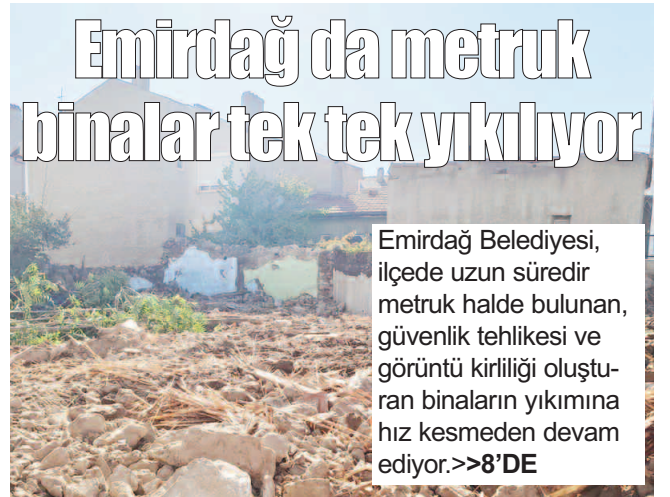 Emirdağ da metruk
binalar tek tek yıkılıyor
Emirdağ Belediyesi,
ilçede uzun süredir
metruk halde bulunan,
güvenlik tehlikesi ve
görüntü kirliliği oluştu-
ran binaların yıkımına
hız kesmeden devam
ediyor.>>8’DE